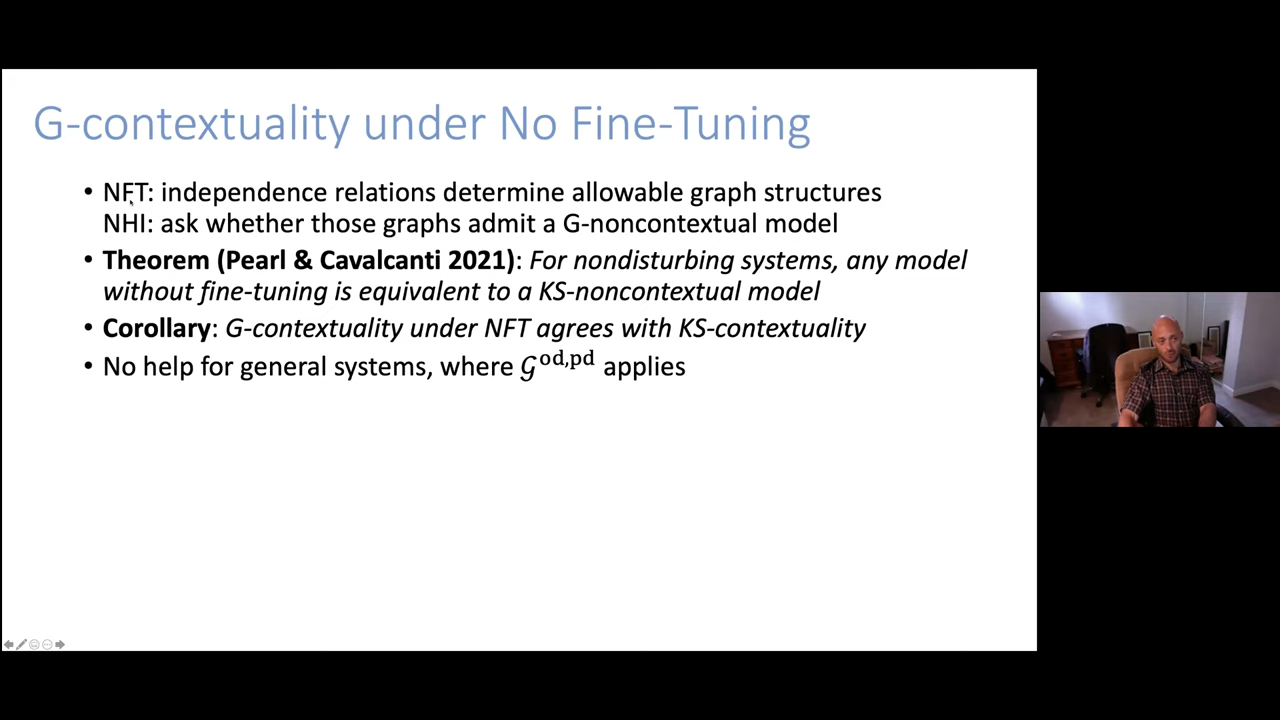 G-contextuality under No Fine-Tuning
• NFT: independence relations determine allowable graph structures
NHI: ask whether those graphs admit a G-noncontextual model
• Theorem (Pearl & Cavalcanti 2021): For nondisturbing systems, any model
without fine-tuning is equivalent to a KS-noncontextual model
• Corollary: G-contextuality under NFT agrees with KS-contextuality
• No help for general systems, where 𝒢^od,pd applies